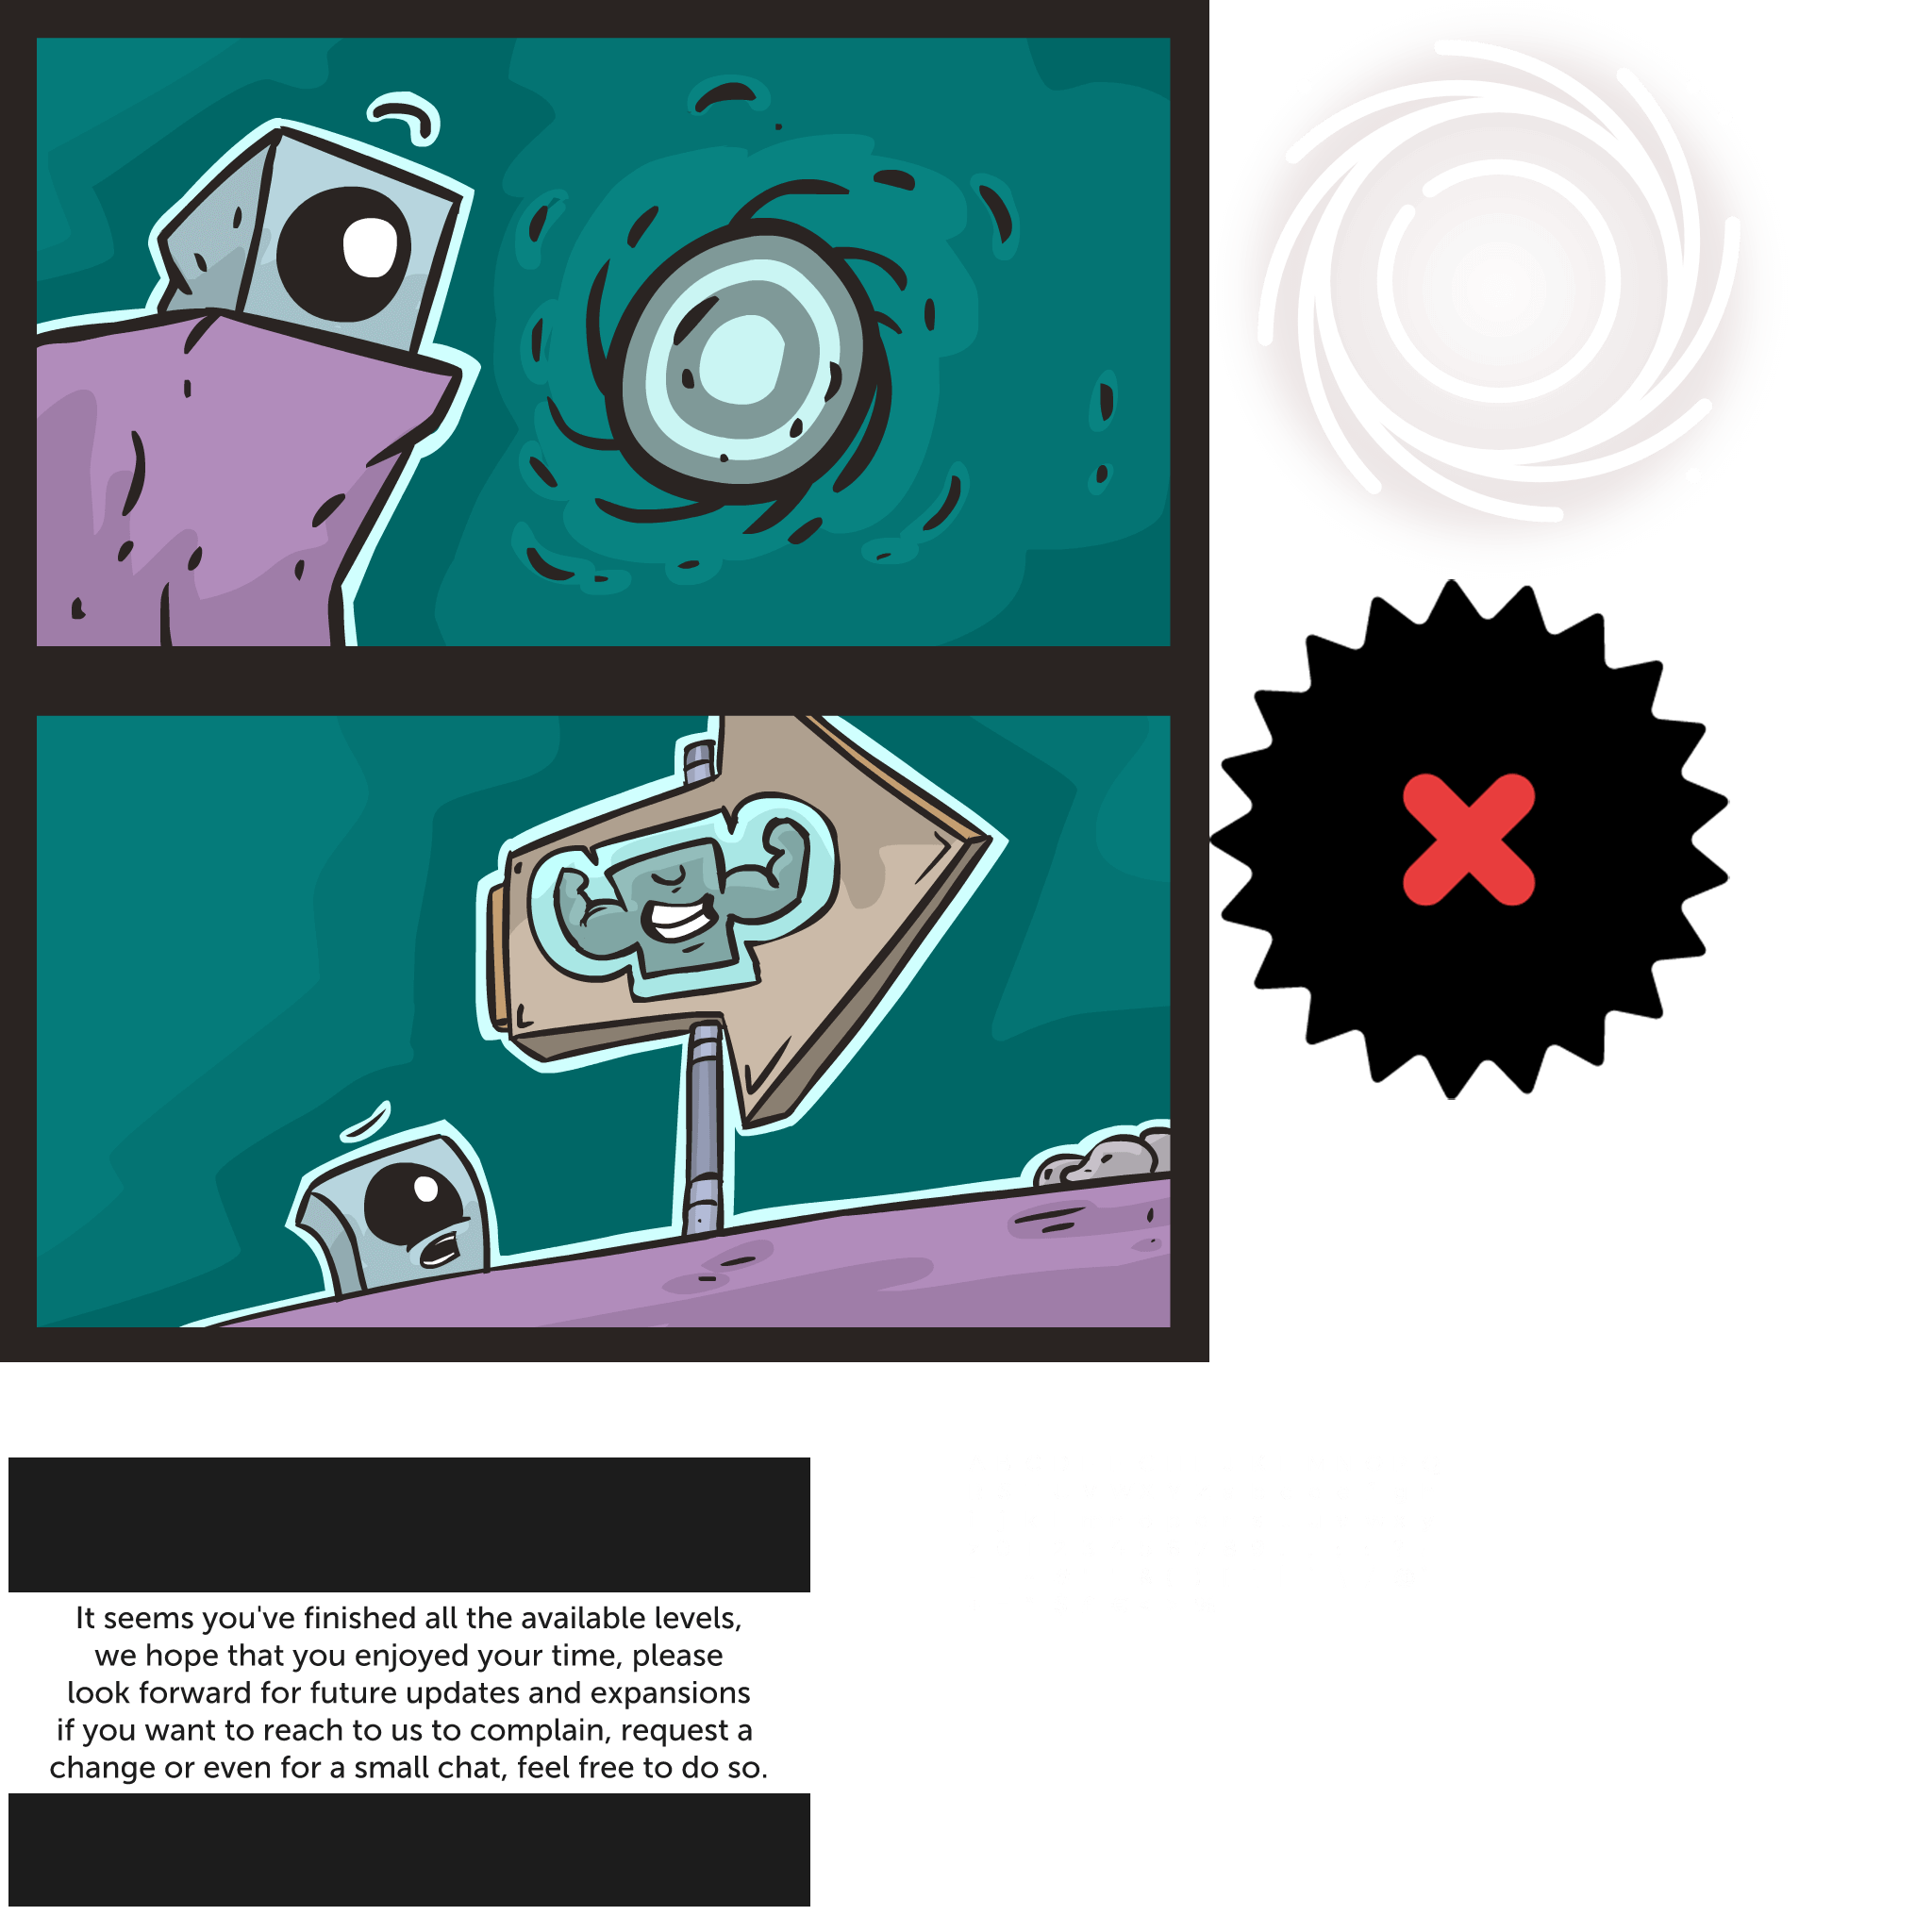 It seems you've finished all the available levels,
we hope that you enjoyed your time, please
look forward for future updates and expansions
if you want to reach to us to complain, request a
change or even for a small chat, feel free to do so.